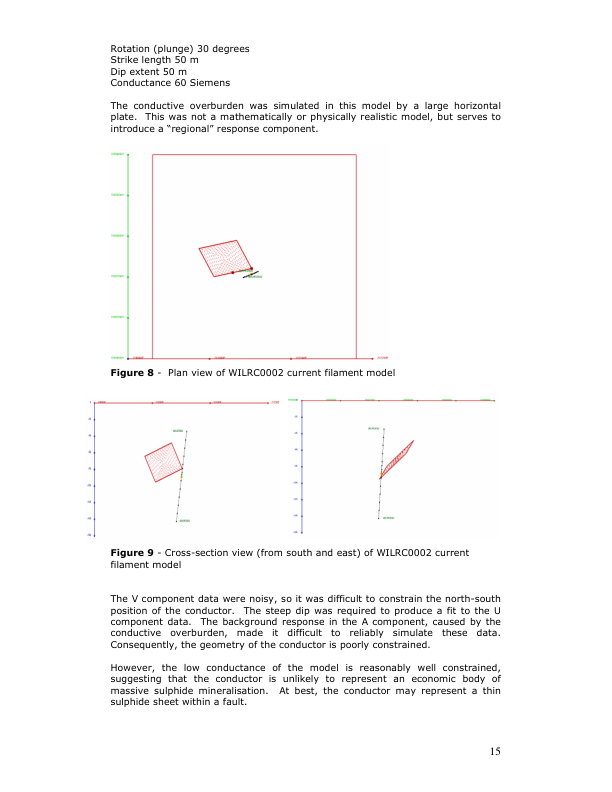 Rotation (plunge) 30 degrees
Strike length 50 m
Dip extent 50 m
Conductance 60 Siemens
The conductive overburden was simulated in this model by a large horizontal
plate. This was not a mathematically or physically realistic model, but serves to
introduce a “regional” response component.
Figure 8 - Plan view of WILRC0002 current filament model
Figure 9 - Cross-section view (from south and east) of WILRC0002 current
filament model
The V component data were noisy, so it was difficult to constrain the north-south
position of the conductor. The steep dip was required to produce a fit to the U
component data. The background response in the A component, caused by the
conductive overburden, made it difficult to reliably simulate these data.
Consequently, the geometry of the conductor is poorly constrained.
However, the low conductance of the model is reasonably well constrained,
suggesting that the conductor is unlikely to represent an economic body of
massive sulphide mineralisation. At best, the conductor may represent a thin
sulphide sheet within a fault.
15